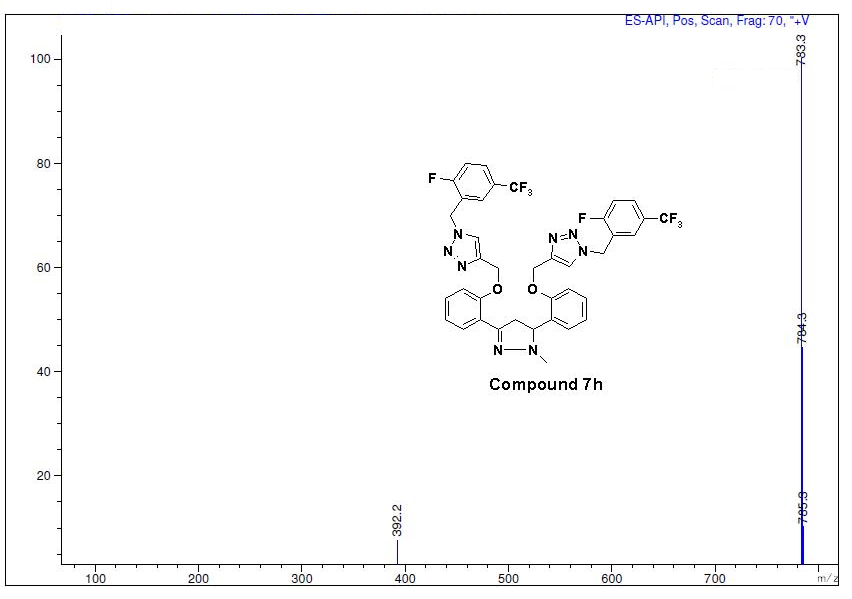 ES-API, Pos, Scan, Frag: 70, "+V
783.3
100
80
F
CF3
F
CF3
N
N
N
N
N
N
60
O
O
784.3
N
N
40
Compound 7h
20
392.2
785.3
100
200
300
400
500
600
700
m/z